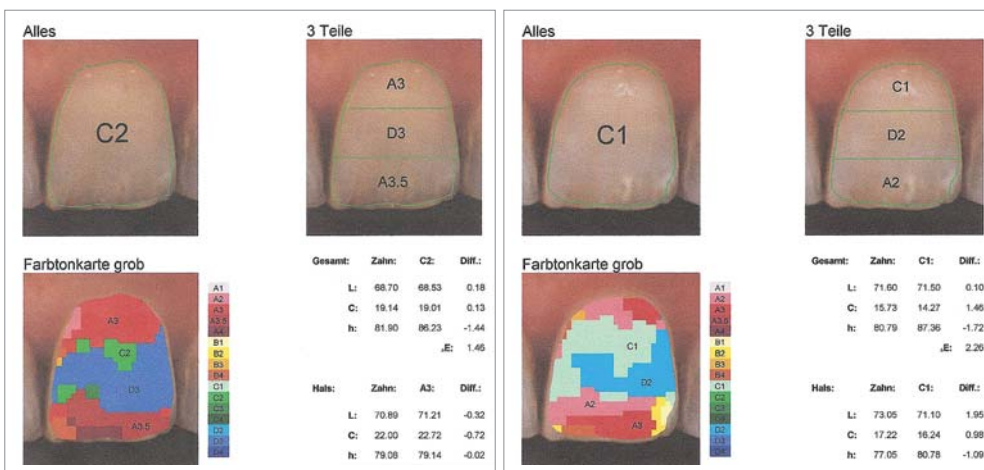 Alles
3 Teile
C2
A3
D3
A3.5
Farbtonkarte grob
A3
C2
D3
A3.5
A1
A2
A3
A3.5
A4
B1
B2
B3
B4
C1
C2
C3
C4
D2
D3
D4
Gesamt: Zahn: C2: Diff.:
L: 68.70 68.53 0.18
C: 19.14 19.01 0.13
h: 81.90 86.23 -1.44
E: 1.46
Hals: Zahn: A3: Diff.:
L: 70.89 71.21 -0.32
C: 22.00 22.72 -0.72
h: 79.08 79.14 -0.02
Alles
3 Teile
C1
C1
D2
A2
Farbtonkarte grob
C1
D2
A2
A3
A1
A2
A3
A3.5
A4
B1
B2
B3
B4
C1
C2
C3
C4
D2
D3
D4
Gesamt: Zahn: C1: Diff.:
L: 71.60 71.50 0.10
C: 15.73 14.27 1.46
h: 80.79 87.36 -1.72
E: 2.26
Hals: Zahn: C1: Diff.:
L: 73.05 71.10 1.95
C: 17.22 16.24 0.98
h: 77.05 80.78 -1.09